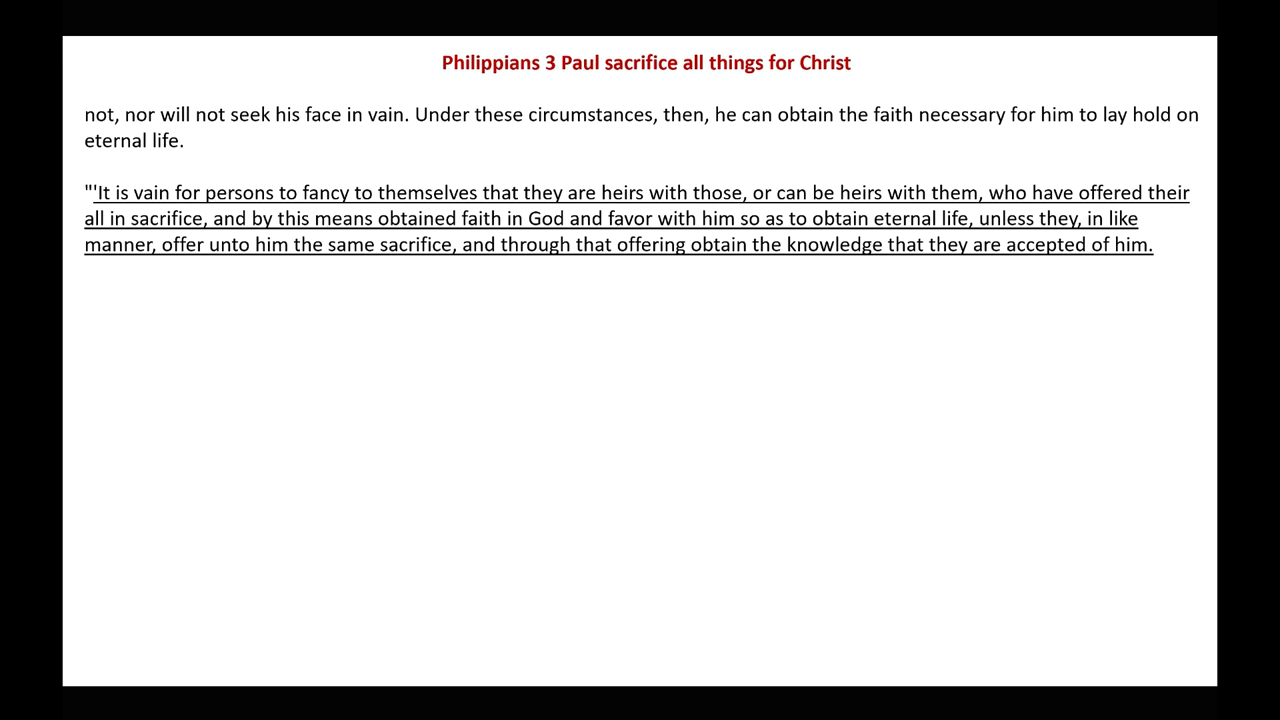 Philippians 3 Paul sacrifice all things for Christ
not, nor will not seek his face in vain. Under these circumstances, then, he can obtain the faith necessary for him to lay hold on
eternal life.
"'It is vain for persons to fancy to themselves that they are heirs with those, or can be heirs with them, who have offered their
all in sacrifice, and by this means obtained faith in God and favor with him so as to obtain eternal life, unless they, in like
manner, offer unto him the same sacrifice, and through that offering obtain the knowledge that they are accepted of him.